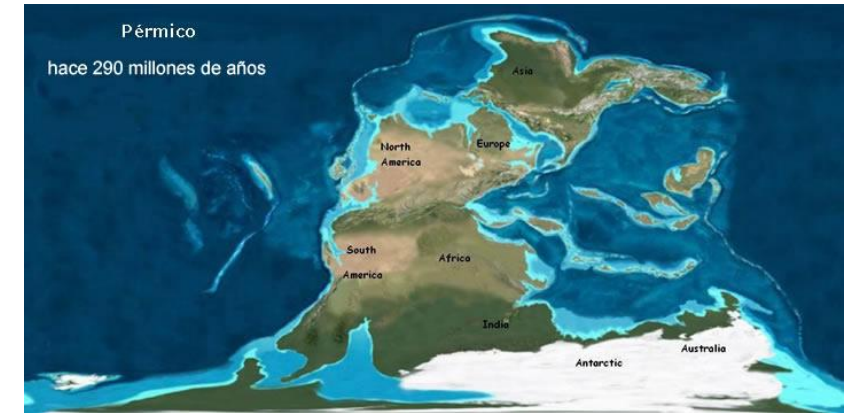 Pérmico
hace 290 millones de años
Asia
North
America
Europe
South
America
Africa
India
Antarctic
Australia